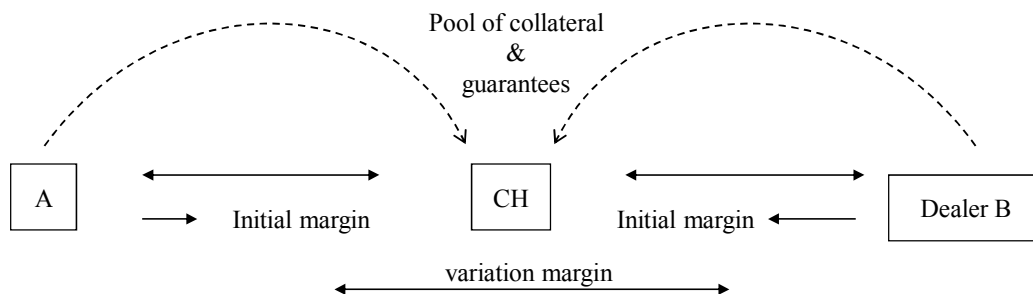 Pool of collateral
&
guarantees
A
CH
Dealer B
Initial margin
Initial margin
variation margin